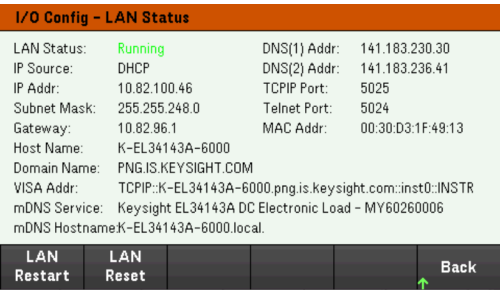 I/O Config – LAN Status
LAN Status: Running DNS(1) Addr: 141.183.230.30
IP Source: DHCP DNS(2) Addr: 141.183.236.41
IP Addr: 10.82.100.46 TCPIP Port: 5025
Subnet Mask: 255.255.248.0 Telnet Port: 5024
Gateway: 10.82.96.1 MAC Addr: 00:30:D3:1F:49:13
Host Name: K-EL34143A-6000
Domain Name: PNG.IS.KEYSIGHT.COM
VISA Addr: TCPIP::K-EL34143A-6000.png.is.keysight.com::inst0::INSTR
mDNS Service: Keysight EL34143A DC Electronic Load - MY60260006
mDNS Hostname:K-EL34143A-6000.local.
LAN Restart
LAN Reset
Back